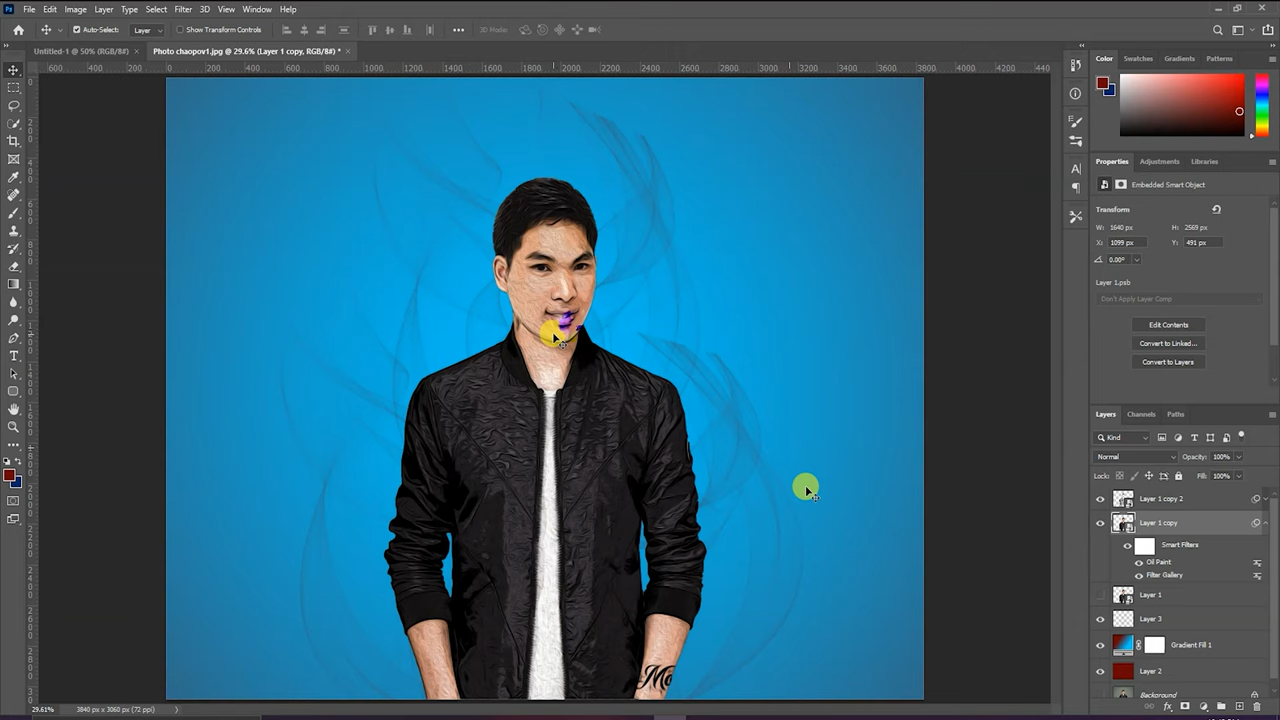 Ps File Edit Image Layer Type Select Filter 3D View Window Help
Auto-Select: Layer Show Transform Controls 3D Mode:
Untitled-1 @ 50% (RGB/8#) × Photo chaopov1.jpg @ 29.6% (Layer 1 copy, RGB/8#) * ×
600 400 200 0 200 400 600 800 1000 1200 1400 1600 1800 2000 2200 2400 2600 2800 3000 3200 3400 3600 3800 4000 4200 440
Color Swatches Gradients Patterns
Properties Adjustments Libraries
Embedded Smart Object
Transform
W: 1640 px H: 2569 px
X: 1099 px Y: 491 px
0.00°
Layer 1.psb
Don't Apply Layer Comp
Edit Contents
Convert to Linked...
Convert to Layers
Layers Channels Paths
Kind
Normal Opacity: 100%
Lock: Fill: 100%
Layer 1 copy 2
Layer 1 copy
Smart Filters
Oil Paint
Filter Gallery
Layer 1
Layer 3
Gradient Fill 1
Layer 2
Background
29.61% 3840 px x 3060 px (72 ppi)